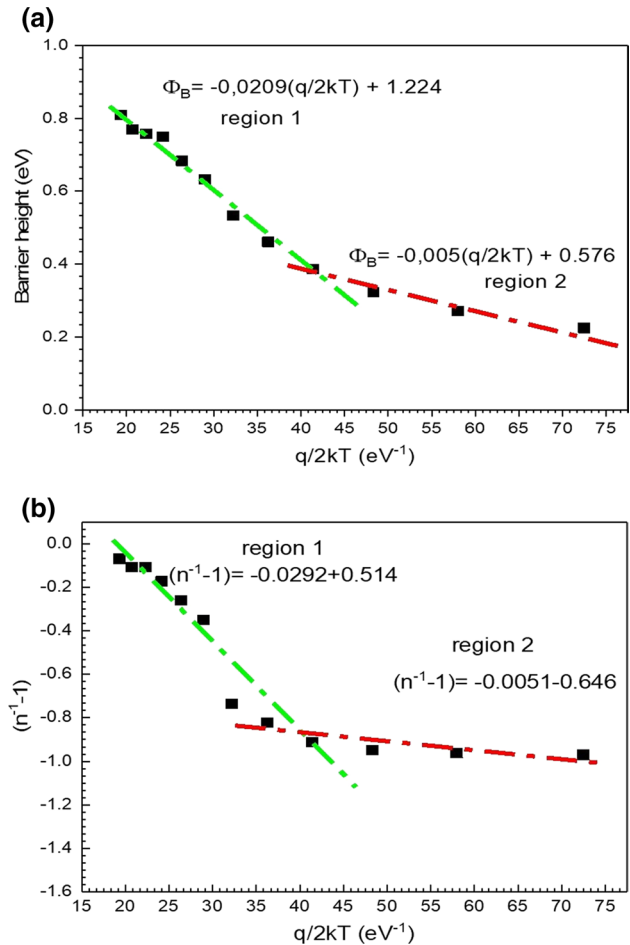 (a)
1.0
0.8
0.6
0.4
0.2
0.0
Barrier height (eV)
ΦB= -0,0209(q/2kT) + 1.224
region 1
ΦB= -0,005(q/2kT) + 0.576
region 2
15 20 25 30 35 40 45 50 55 60 65 70 75
q/2kT (eV⁻¹)
(b)
0.0
-0.2
-0.4
-0.6
-0.8
-1.0
-1.2
-1.4
-1.6
(n⁻¹-1)
region 1
(n⁻¹-1)= -0.0292+0.514
region 2
(n⁻¹-1)= -0.0051-0.646
15 20 25 30 35 40 45 50 55 60 65 70 75
q/2kT (eV⁻¹)